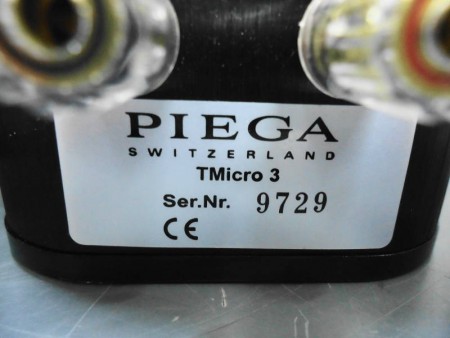 PIEGA
SWITZERLAND
TMicro 3
Ser.Nr. 9729
CE